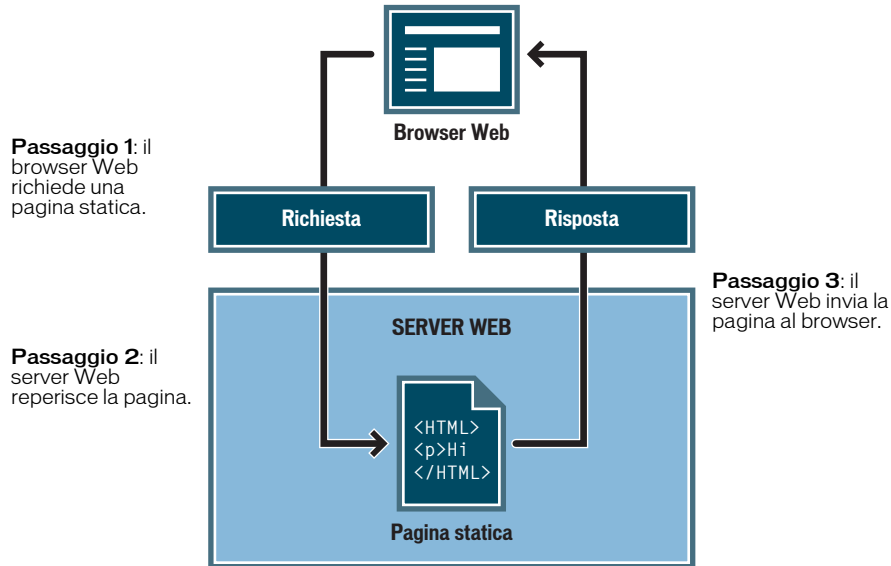 Browser Web
Passaggio 1: il
browser Web
richiede una
pagina statica.
Richiesta
Risposta
Passaggio 3: il
server Web invia la
pagina al browser.
SERVER WEB
Passaggio 2: il
server Web
reperisce la pagina.
<HTML>
<p>Hi
</HTML>
Pagina statica